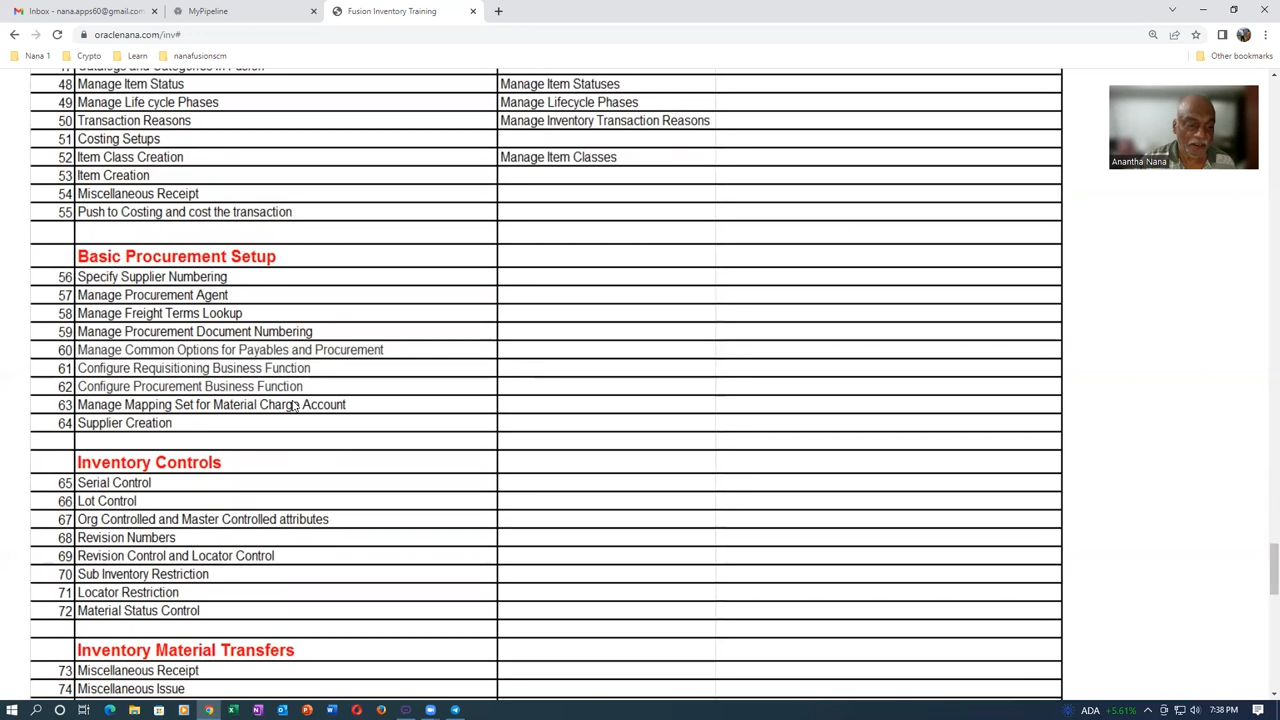 Inbox - nana.apps60@gmail.com
MyPipeline
Fusion Inventory Training
oraclenana.com/inv#
Nana 1
Crypto
Learn
nanafusionscm
Other bookmarks
47 Catalogs and Categories in Fusion
48 Manage Item Status Manage Item Statuses
49 Manage Life cycle Phases Manage Lifecycle Phases
50 Transaction Reasons Manage Inventory Transaction Reasons
51 Costing Setups
52 Item Class Creation Manage Item Classes
53 Item Creation
54 Miscellaneous Receipt
55 Push to Costing and cost the transaction
Basic Procurement Setup
56 Specify Supplier Numbering
57 Manage Procurement Agent
58 Manage Freight Terms Lookup
59 Manage Procurement Document Numbering
60 Manage Common Options for Payables and Procurement
61 Configure Requisitioning Business Function
62 Configure Procurement Business Function
63 Manage Mapping Set for Material Charge Account
64 Supplier Creation
Inventory Controls
65 Serial Control
66 Lot Control
67 Org Controlled and Master Controlled attributes
68 Revision Numbers
69 Revision Control and Locator Control
70 Sub Inventory Restriction
71 Locator Restriction
72 Material Status Control
Inventory Material Transfers
73 Miscellaneous Receipt
74 Miscellaneous Issue
Anantha Nana
ADA +5.61%
7:38 PM